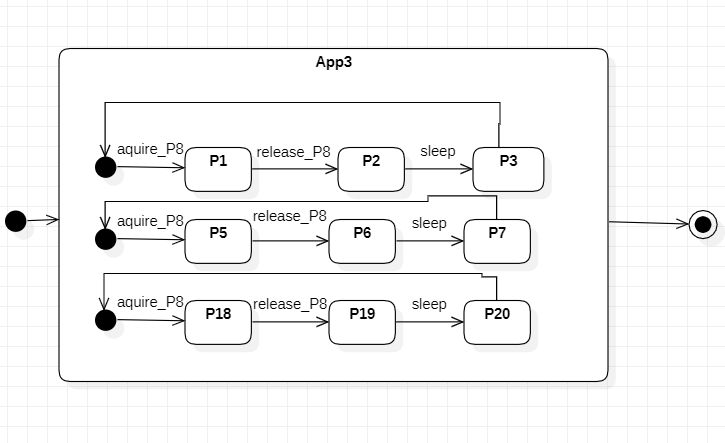 App3
aquire_P8
P1
release_P8
P2
sleep
P3
aquire_P8
P5
release_P8
P6
sleep
P7
aquire_P8
P18
release_P8
P19
sleep
P20